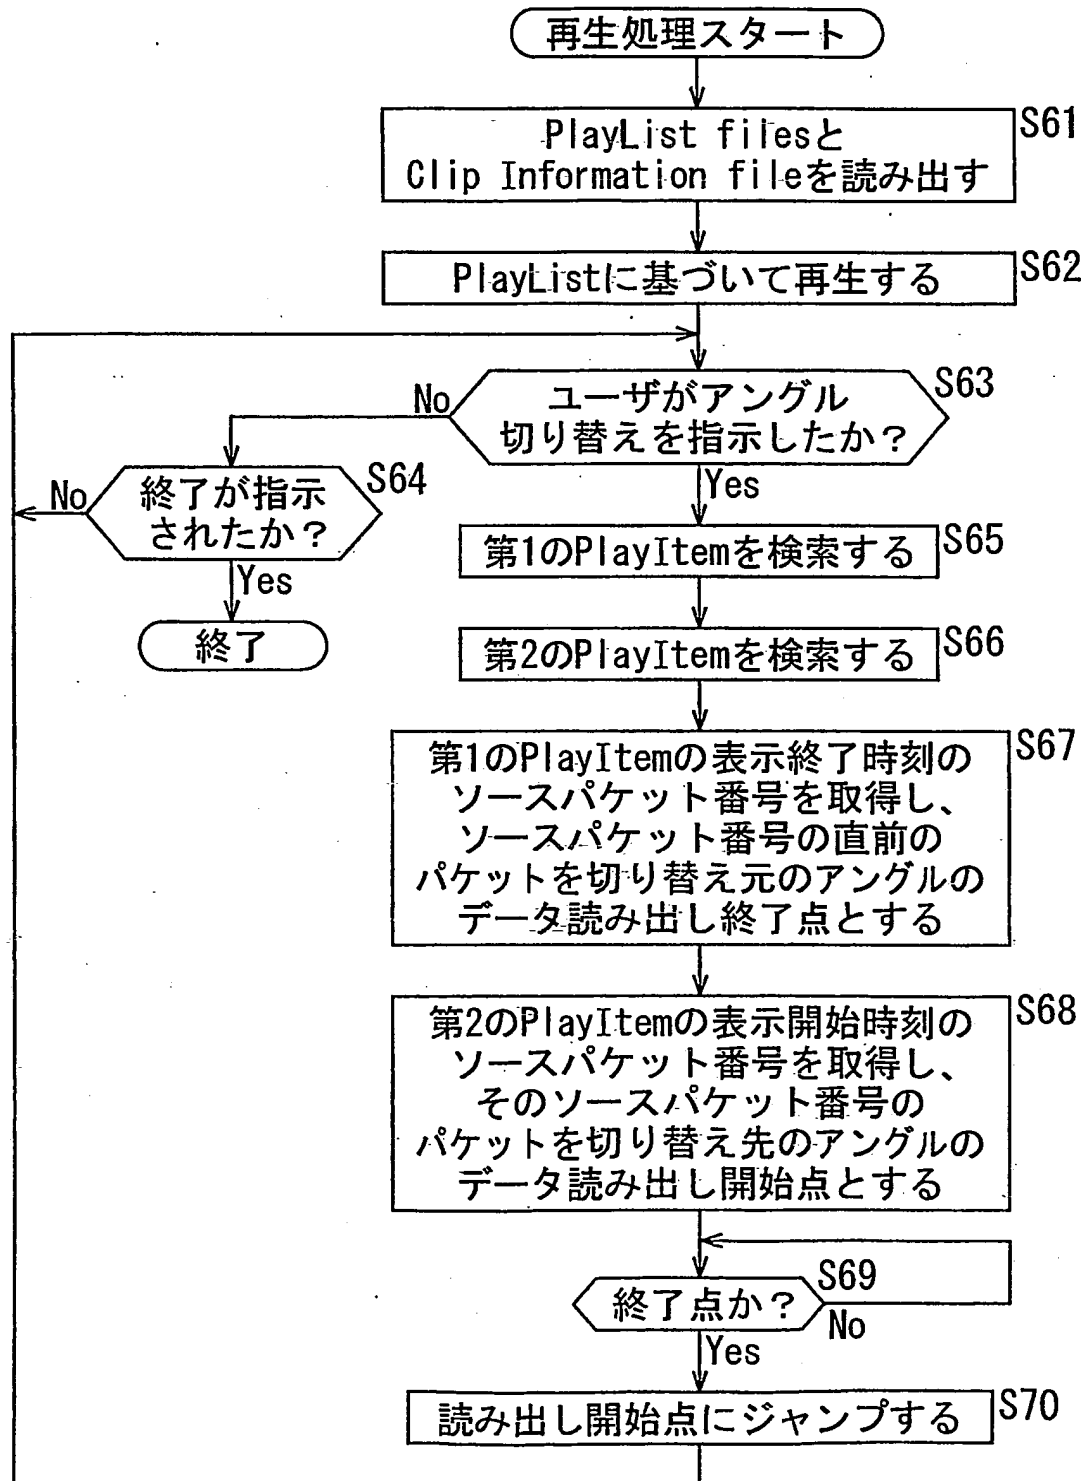 再生処理スタート
S61
PlayList filesと
Clip Information fileを読み出す
S62
PlayListに基づいて再生する
S63
ユーザがアングル
切り替えを指示したか？
No
Yes
S64
終了が指示
されたか？
No
Yes
終了
S65
第1のPlayItemを検索する
S66
第2のPlayItemを検索する
S67
第1のPlayItemの表示終了時刻の
ソースパケット番号を取得し、
ソースパケット番号の直前の
パケットを切り替え元のアングルの
データ読み出し終了点とする
S68
第2のPlayItemの表示開始時刻の
ソースパケット番号を取得し、
そのソースパケット番号の
パケットを切り替え先のアングルの
データ読み出し開始点とする
S69
終了点か？
No
Yes
S70
読み出し開始点にジャンプする